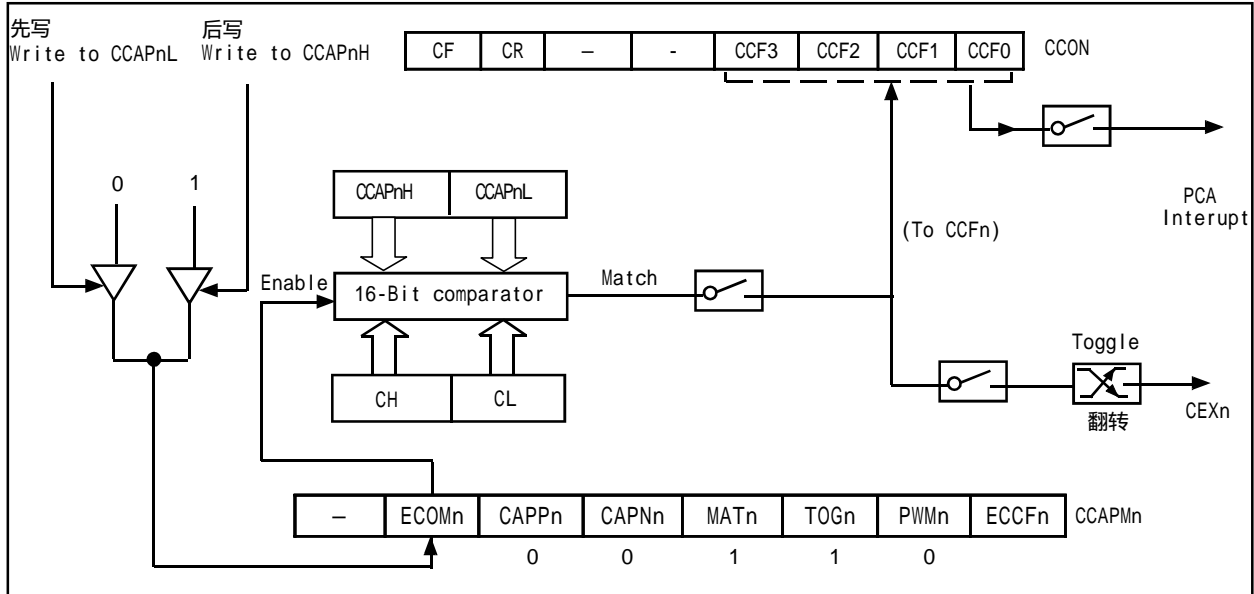 先写
Write to CCAPnL
后写
Write to CCAPnH
CF CR — - CCF3 CCF2 CCF1 CCF0 CCON
0 1
CCAPnH CCAPnL
PCA
Interupt
(To CCFn)
Enable
16-Bit comparator
Match
Toggle
CH CL
翻转
CEXn
— ECOMn CAPPn CAPNn MATn TOGn PWMn ECCFn CCAPMn
0 0 1 1 0